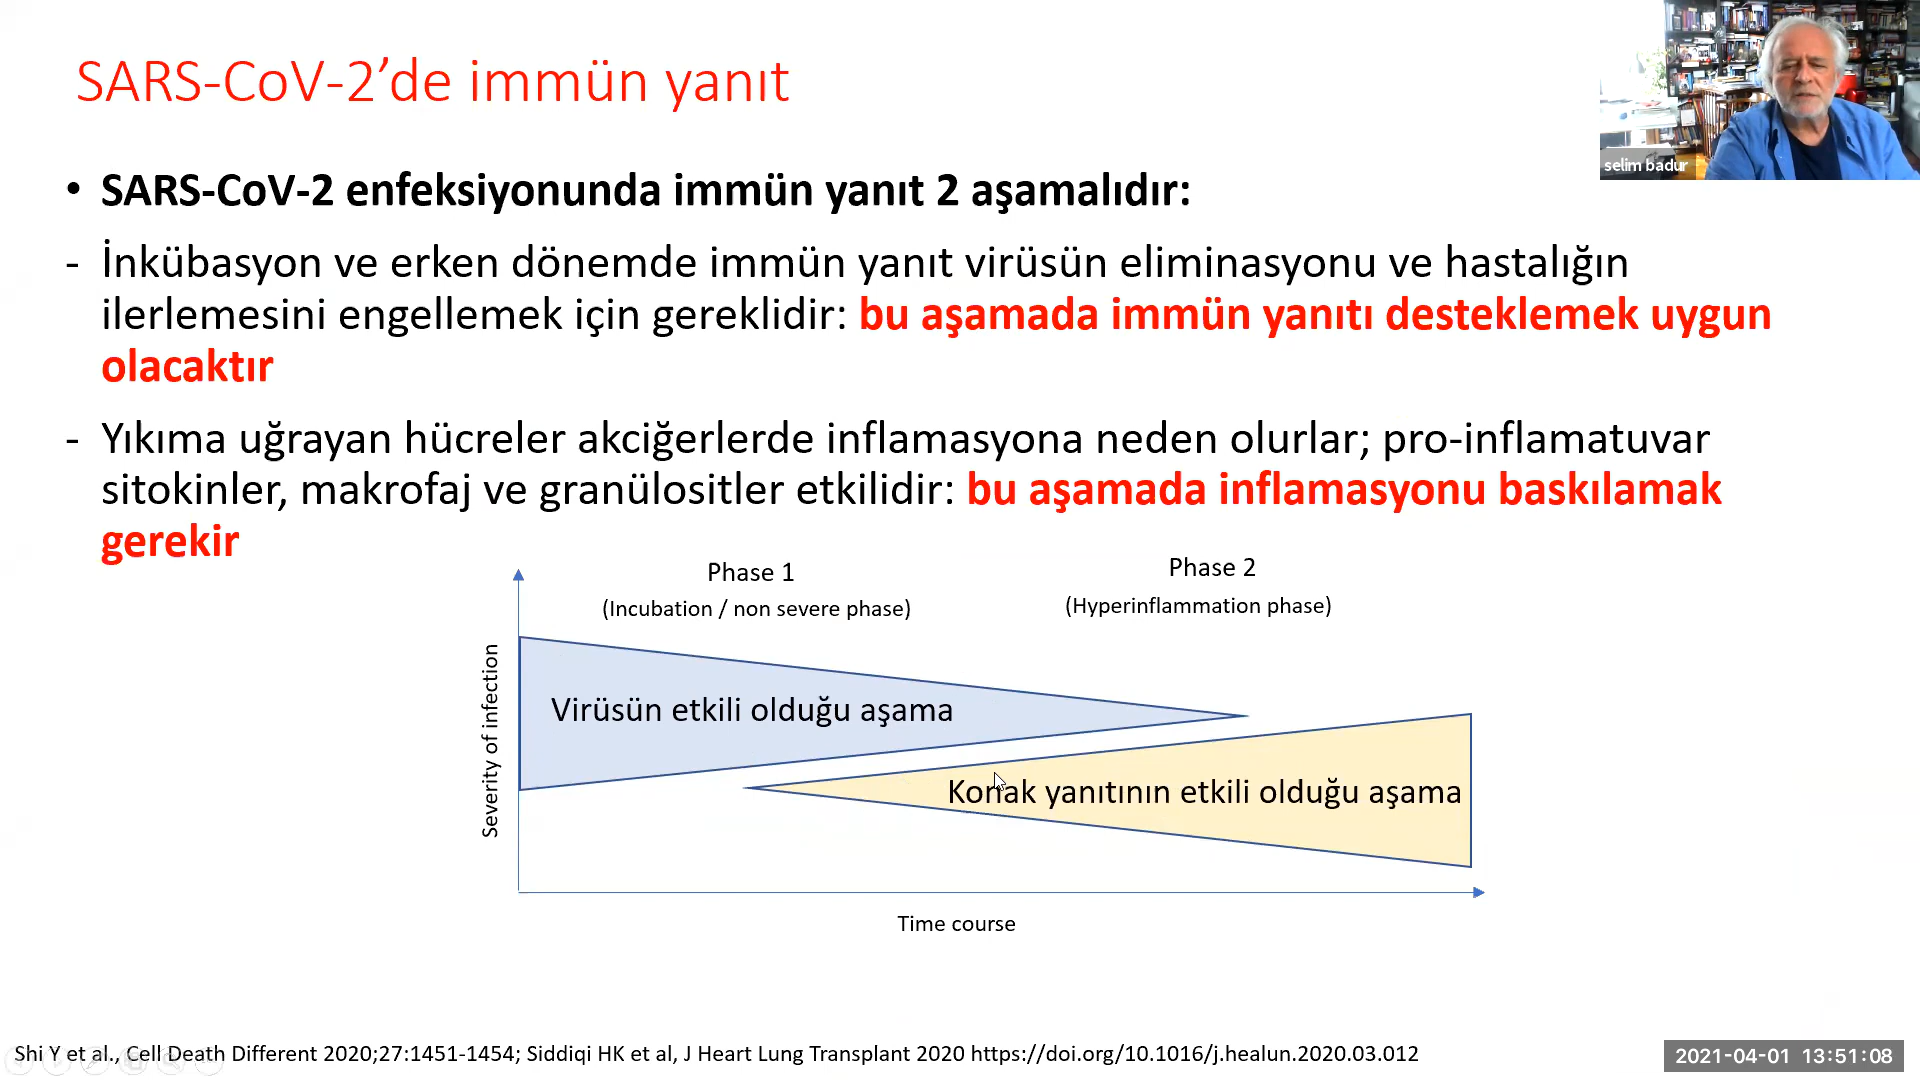 SARS-CoV-2’de immün yanıt
selim badur
• SARS-CoV-2 enfeksiyonunda immün yanıt 2 aşamalıdır:
- İnkübasyon ve erken dönemde immün yanıt virüsün eliminasyonu ve hastalığın
ilerlemesini engellemek için gereklidir: bu aşamada immün yanıtı desteklemek uygun
olacaktır
- Yıkıma uğrayan hücreler akciğerlerde inflamasyona neden olurlar; pro-inflamatuvar
sitokinler, makrofaj ve granülositler etkilidir: bu aşamada inflamasyonu baskılamak
gerekir
Phase 1
(Incubation / non severe phase)
Phase 2
(Hyperinflammation phase)
Severity of infection
Virüsün etkili olduğu aşama
Konak yanıtının etkili olduğu aşama
Time course
Shi Y et al., Cell Death Different 2020;27:1451-1454; Siddiqi HK et al, J Heart Lung Transplant 2020 https://doi.org/10.1016/j.healun.2020.03.012
2021-04-01 13:51:08